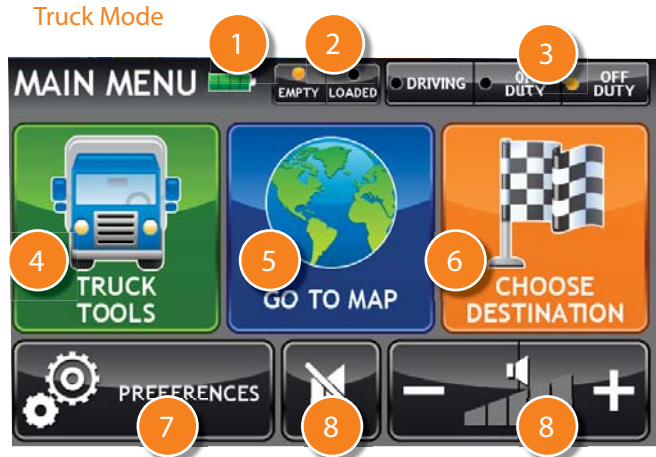 Truck Mode
1
2
3
MAIN MENU
EMPTY LOADED
DRIVING
DUTY
OFF
DUTY
4
5
6
TRUCK
TOOLS
GO TO MAP
CHOOSE
DESTINATION
PREFERENCES
7
8
8